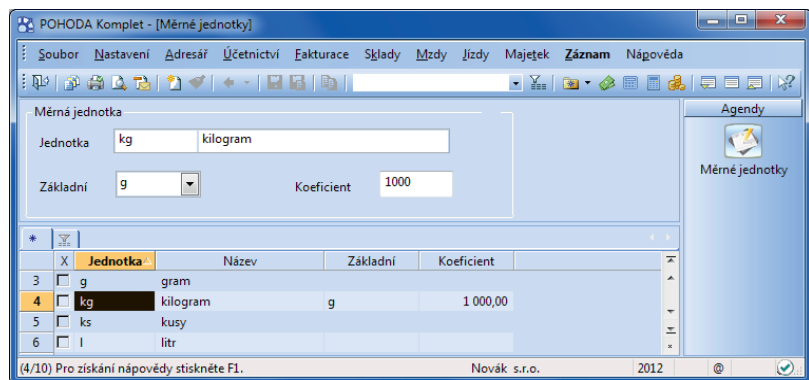 POHODA Komplet - [Měrné jednotky]
Soubor Nastavení Adresář Účetnictví Fakturace Sklady Mzdy Jízdy Majetek Záznam Nápověda
Měrná jednotka
Agendy
Jednotka kg kilogram
Měrné jednotky
Základní g Koeficient 1000
X Jednotka Název Základní Koeficient
3 g gram
4 kg kilogram g 1 000,00
5 ks kusy
6 l litr
(4/10) Pro získání nápovědy stiskněte F1. Novák s.r.o. 2012 @